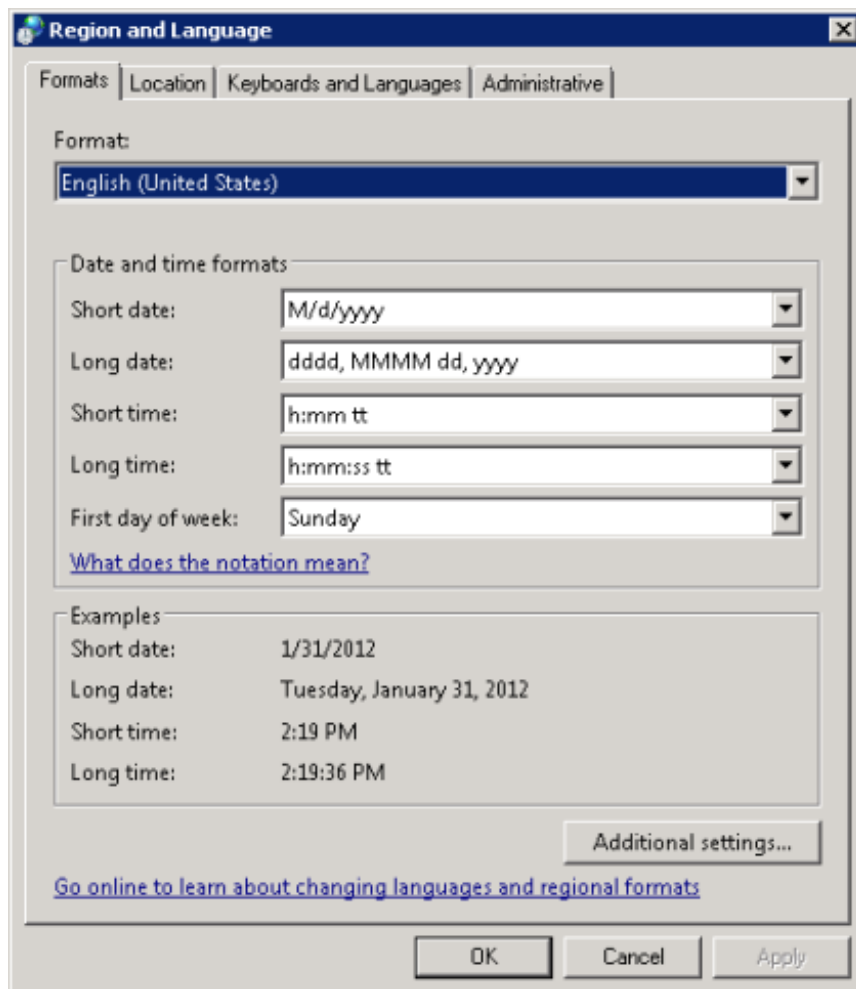 Region and Language
Formats Location Keyboards and Languages Administrative
Format:
English (United States)
Date and time formats
Short date: M/d/yyyy
Long date: dddd, MMMM dd, yyyy
Short time: h:mm tt
Long time: h:mm:ss tt
First day of week: Sunday
What does the notation mean?
Examples
Short date: 1/31/2012
Long date: Tuesday, January 31, 2012
Short time: 2:19 PM
Long time: 2:19:36 PM
Additional settings...
Go online to learn about changing languages and regional formats
OK Cancel Apply